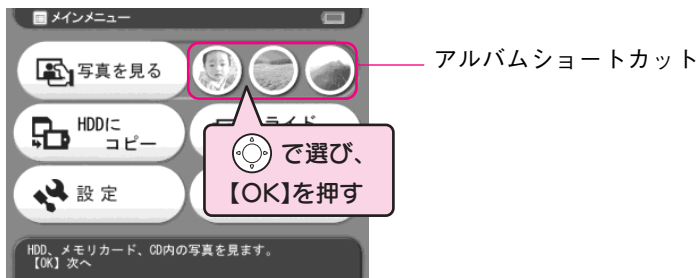 メインメニュー
写真を見る
アルバムショートカット
HDDに
コピー
で選び、
【OK】を押す
設定
HDD、メモリカード、CD内の写真を見ます。
【OK】次へ